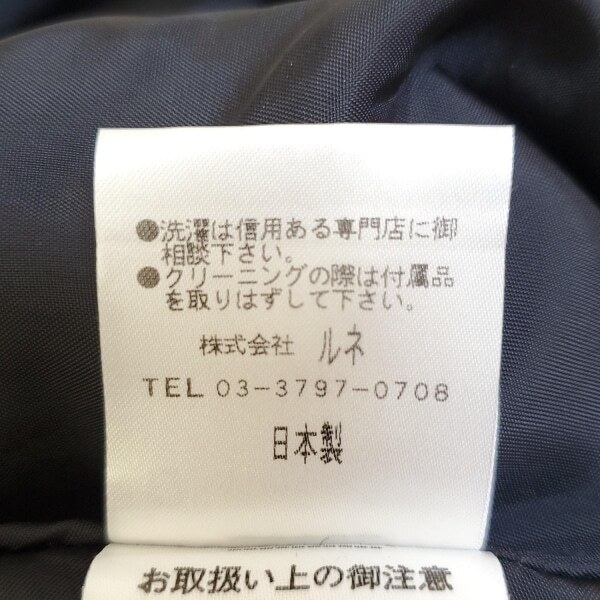 ●洗濯は信用ある専門店に御
相談下さい。
●クリーニングの際は付属品
を取りはずして下さい。
株式会社 ルネ
TEL 03-3797-0708
日本製
お取扱い上の御注意